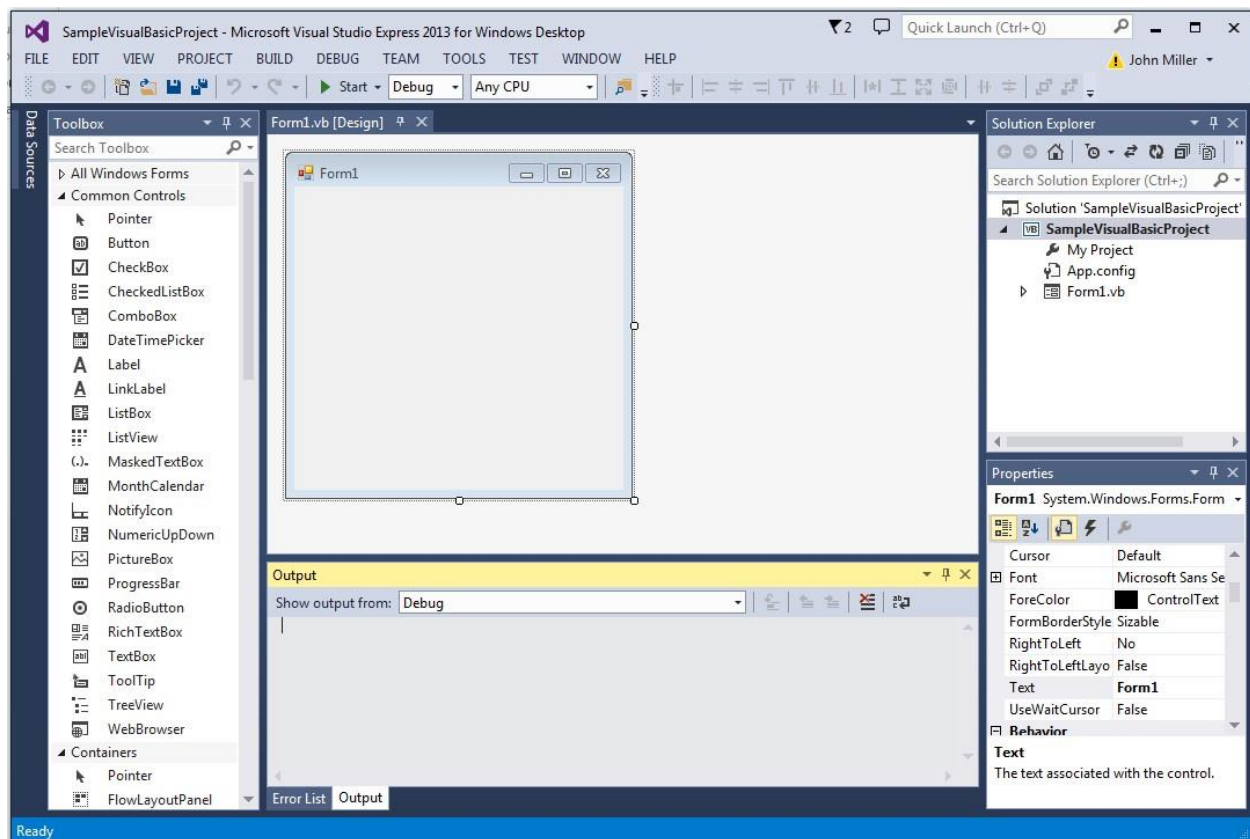 SampleVisualBasicProject - Microsoft Visual Studio Express 2013 for Windows Desktop
2
Quick Launch (Ctrl+Q)
FILE EDIT VIEW PROJECT BUILD DEBUG TEAM TOOLS TEST WINDOW HELP
John Miller
Start Debug Any CPU
Data Sources
Toolbox
Search Toolbox
All Windows Forms
Common Controls
Pointer
Button
CheckBox
CheckedListBox
ComboBox
DateTimePicker
Label
LinkLabel
ListBox
ListView
MaskedTextBox
MonthCalendar
NotifyIcon
NumericUpDown
PictureBox
ProgressBar
RadioButton
RichTextBox
TextBox
ToolTip
TreeView
WebBrowser
Containers
Pointer
FlowLayoutPanel
Form1.vb [Design]
Form1
Output
Show output from: Debug
Error List Output
Solution Explorer
Search Solution Explorer (Ctrl+;)
Solution 'SampleVisualBasicProject'
VB SampleVisualBasicProject
My Project
App.config
Form1.vb
Properties
Form1 System.Windows.Forms.Form
Cursor Default
Font Microsoft Sans Se
ForeColor ControlText
FormBorderStyle Sizable
RightToLeft No
RightToLeftLayo False
Text Form1
UseWaitCursor False
Behavior
Text
The text associated with the control.
Ready